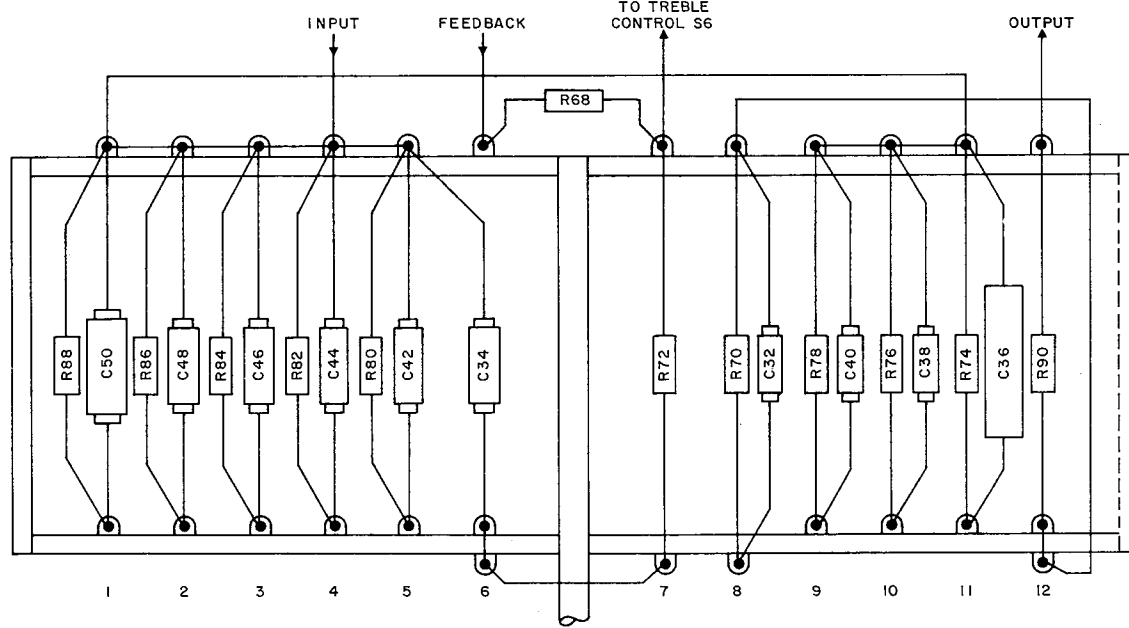 TO TREBLE
CONTROL S6
INPUT
FEEDBACK
OUTPUT
R68
R88
C50
R86
C48
R84
C46
R82
C44
R80
C42
C34
R72
R70
C32
R78
C40
R76
C38
R74
C36
R90
1 2 3 4 5 6 7 8 9 10 11 12